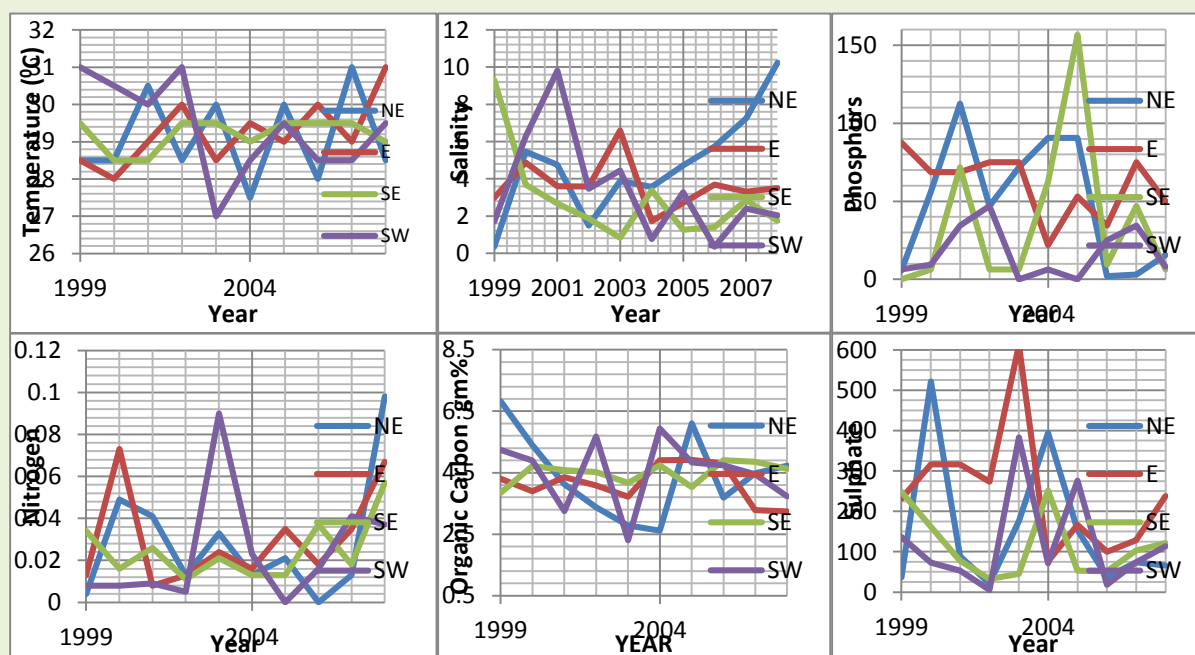 Temperature (⁰C)
32
31
30
29
28
27
26
1999
2004
Year
NE
E
SE
SW
Salinity
12
10
8
6
4
2
0
1999
2001
2003
2005
2007
Year
NE
E
SE
SW
Phosphors
150
100
50
0
1999
2004
Year
NE
E
SE
SW
Nitrogen
0.12
0.1
0.08
0.06
0.04
0.02
0
1999
2004
Year
NE
E
SE
SW
Organic Carbon (gm%)
8.5
6.5
4.5
2.5
0.5
1999
2004
YEAR
NE
E
SE
SW
Sulphate
600
500
400
300
200
100
0
1999
2004
Year
NE
E
SE
SW